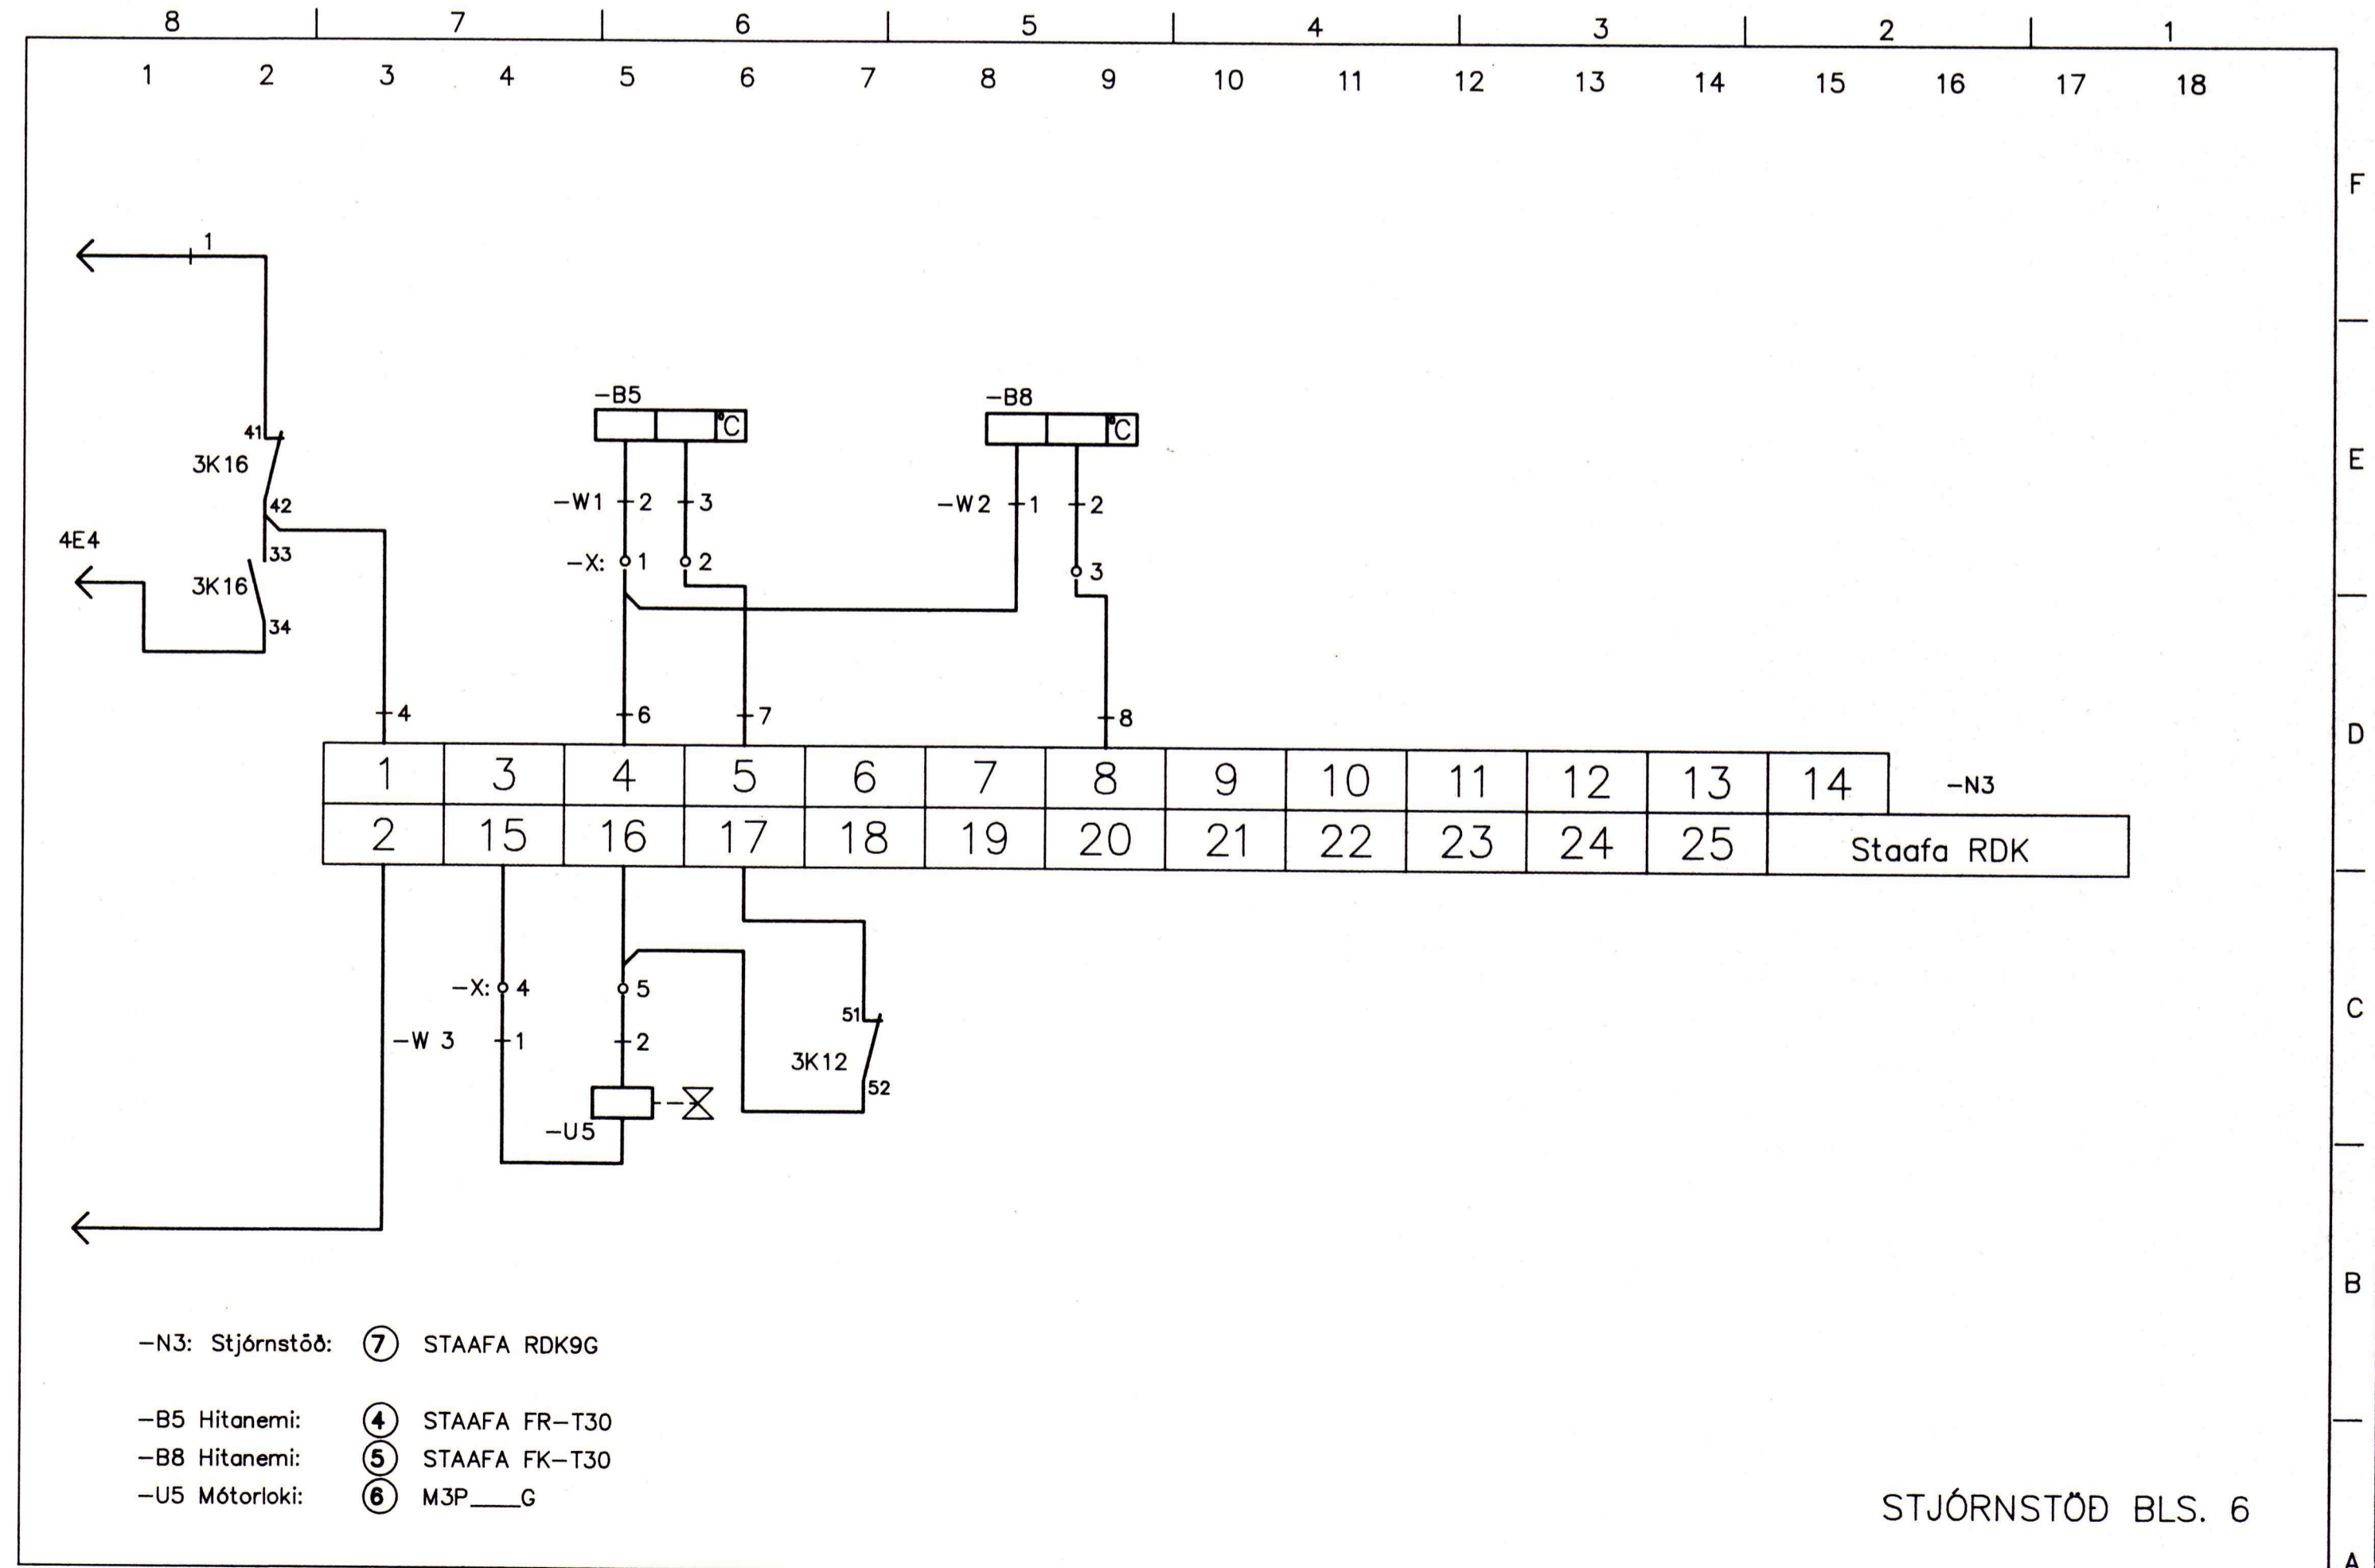 8 7 6 5 4 3 2 1
1 2 3 4 5 6 7 8 9 10 11 12 13 14 15 16 17 18
F
1
-B5
-B8
°C
°C
41
3K16
E
42
-W1 2 3
-W2 1 2
4E4
33
-X: 1 2
3
3K16
34
4 6 7 8
D
1 3 4 5 6 7 8 9 10 11 12 13 14 -N3
2 15 16 17 18 19 20 21 22 23 24 25 Staafa RDK
-X: 4 5
C
51
-W 3 1 2
3K12
52
-U5
B
-N3: Stjórnstöð: 7 STAAFA RDK9G
-B5 Hitanemi: 4 STAAFA FR-T30
-B8 Hitanemi: 5 STAAFA FK-T30
-U5 Mótorloki: 6 M3P____G
STJÓRNSTÖÐ BLS. 6
A